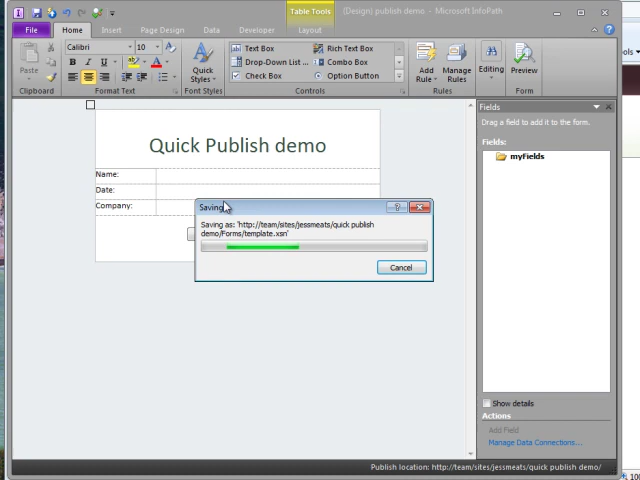 Table Tools
(Design) publish demo - Microsoft InfoPath
File Home Insert Page Design Data Developer Layout
Paste
Calibri 10
B I U
Quick Styles
Text Box
Drop-Down List ...
Check Box
Rich Text Box
Combo Box
Option Button
Add Rule
Manage Rules
Editing
Preview
Clipboard Format Text Font Styles Controls Rules Form
Fields
Drag a field to add it to the form.
Fields:
myFields
Quick Publish demo
Name:
Date:
Company:
Saving
Saving as: 'http://team/sites/jessmeats/quick publish
demo/Forms/template.xsn'
Cancel
Show details
Actions
Add Field
Manage Data Connections...
Publish location: http://team/sites/jessmeats/quick publish demo/